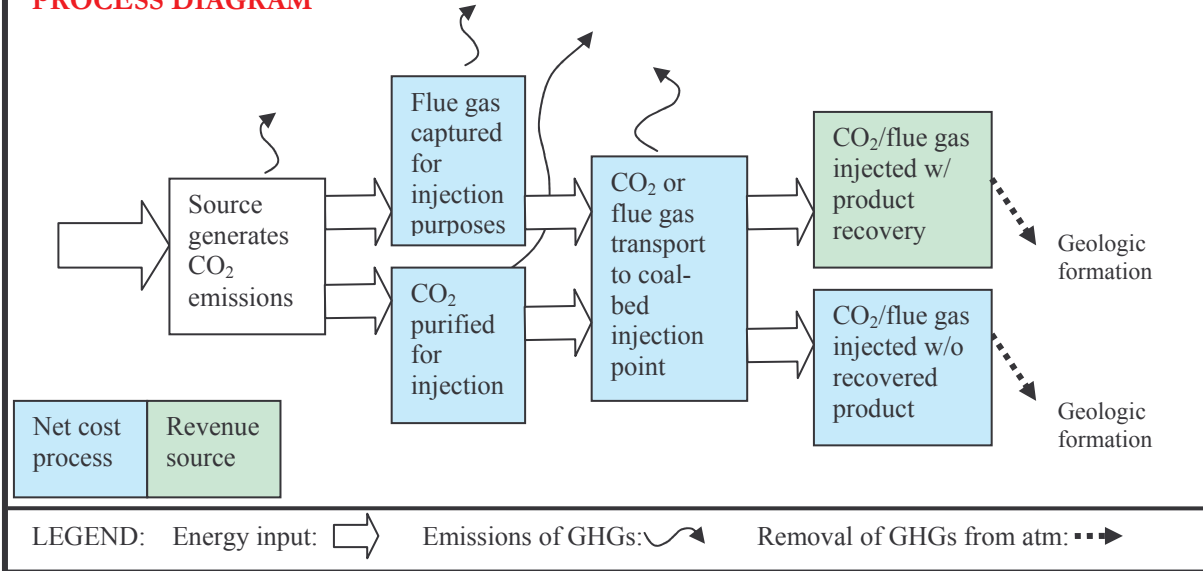 PROCESS DIAGRAM
Source
generates
CO₂
emissions
Flue gas
captured
for
injection
purposes
CO₂
purified
for
injection
CO₂ or
flue gas
transport
to coal-
bed
injection
point
CO₂/flue gas
injected w/
product
recovery
Geologic
formation
CO₂/flue gas
injected w/o
recovered
product
Geologic
formation
Net cost
process
Revenue
source
LEGEND: Energy input: Emissions of GHGs: Removal of GHGs from atm: